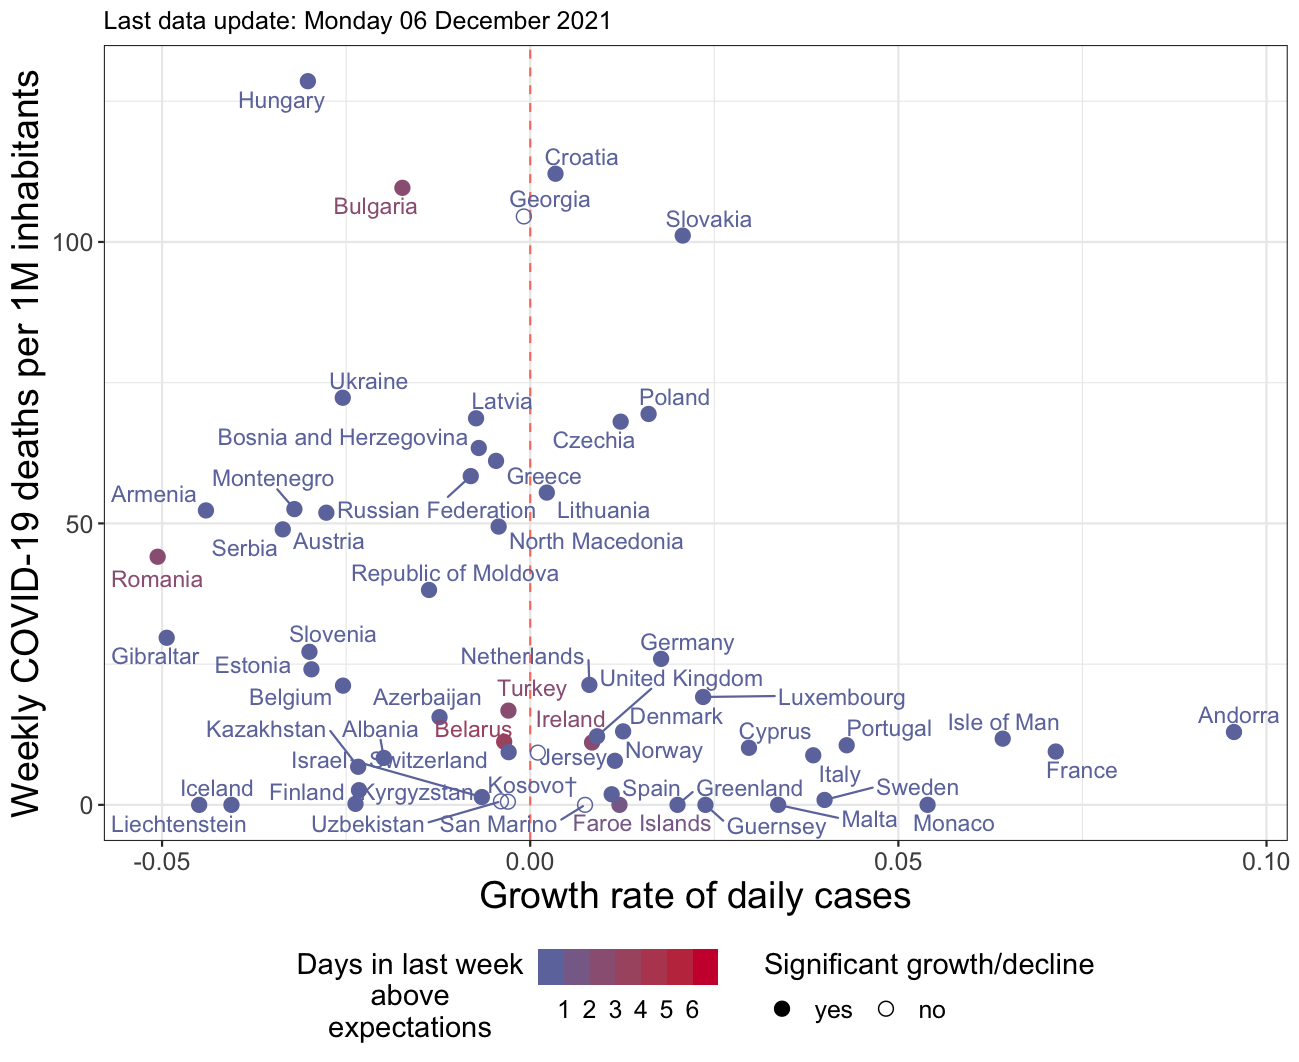 Last data update: Monday 06 December 2021
Weekly COVID-19 deaths per 1M inhabitants
Hungary
Croatia
Bulgaria
Georgia
Slovakia
100
Ukraine
Latvia
Poland
Bosnia and Herzegovina
Czechia
Montenegro
Greece
Armenia
Russian Federation
Lithuania
50
Serbia
Austria
North Macedonia
Republic of Moldova
Romania
Slovenia
Germany
Gibraltar
Estonia
Netherlands
United Kingdom
Belgium
Azerbaijan
Turkey
Luxembourg
Kazakhstan
Albania
Belarus
Ireland
Denmark
Cyprus
Portugal
Isle of Man
Andorra
Israel
Switzerland
Jersey
Norway
Italy
France
Iceland
Finland
Kyrgyzstan
Kosovo†
Spain
Greenland
Sweden
0
Liechtenstein
Uzbekistan
San Marino
Faroe Islands
Guernsey
Malta
Monaco
-0.05
0.00
0.05
0.10
Growth rate of daily cases
Days in last week
above
expectations
1 2 3 4 5 6
Significant growth/decline
yes
no